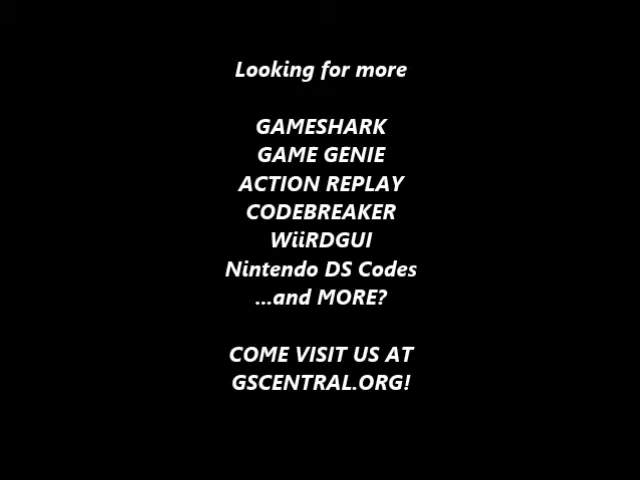 Looking for more
GAMESHARK
GAME GENIE
ACTION REPLAY
CODEBREAKER
WiiRDGUI
Nintendo DS Codes
...and MORE?
COME VISIT US AT
GSCENTRAL.ORG!